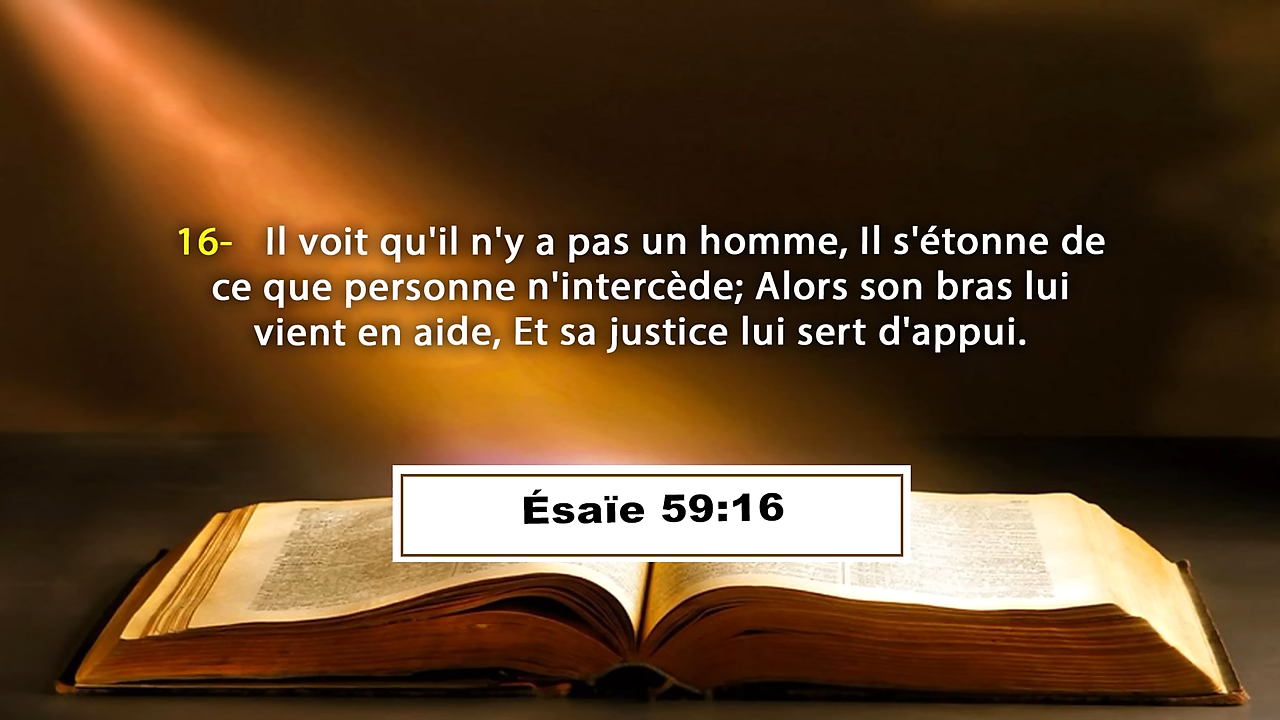 16- Il voit qu'il n'y a pas un homme, Il s'étonne de
ce que personne n'intercède; Alors son bras lui
vient en aide, Et sa justice lui sert d'appui.
Ésaïe 59:16